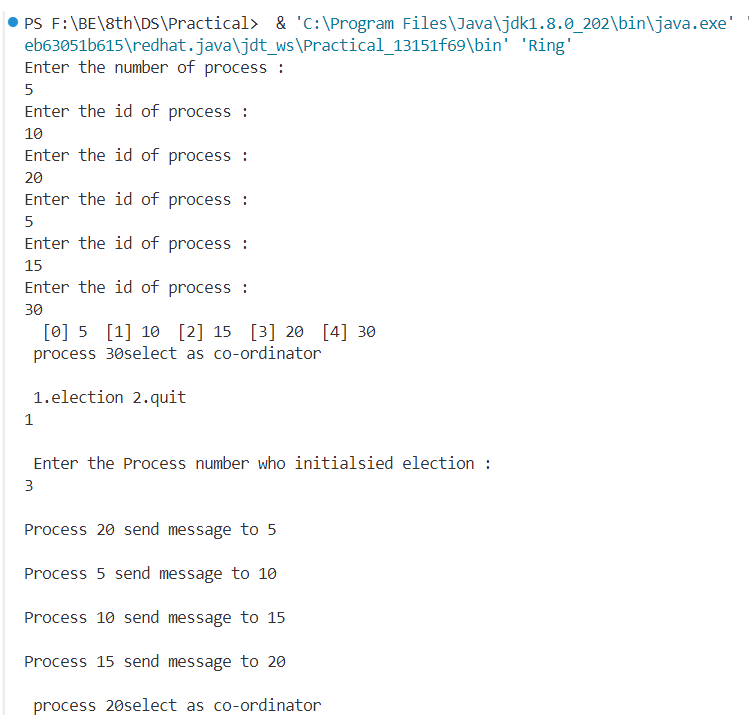 PS F:\BE\8th\DS\Practical>  & 'C:\Program Files\Java\jdk1.8.0_202\bin\java.exe' '
eb63051b615\redhat.java\jdt_ws\Practical_13151f69\bin' 'Ring'
Enter the number of process :
5
Enter the id of process :
10
Enter the id of process :
20
Enter the id of process :
5
Enter the id of process :
15
Enter the id of process :
30
  [0] 5  [1] 10  [2] 15  [3] 20  [4] 30
 process 30select as co-ordinator
 1.election 2.quit
1
 Enter the Process number who initialsied election :
3
Process 20 send message to 5
Process 5 send message to 10
Process 10 send message to 15
Process 15 send message to 20
 process 20select as co-ordinator